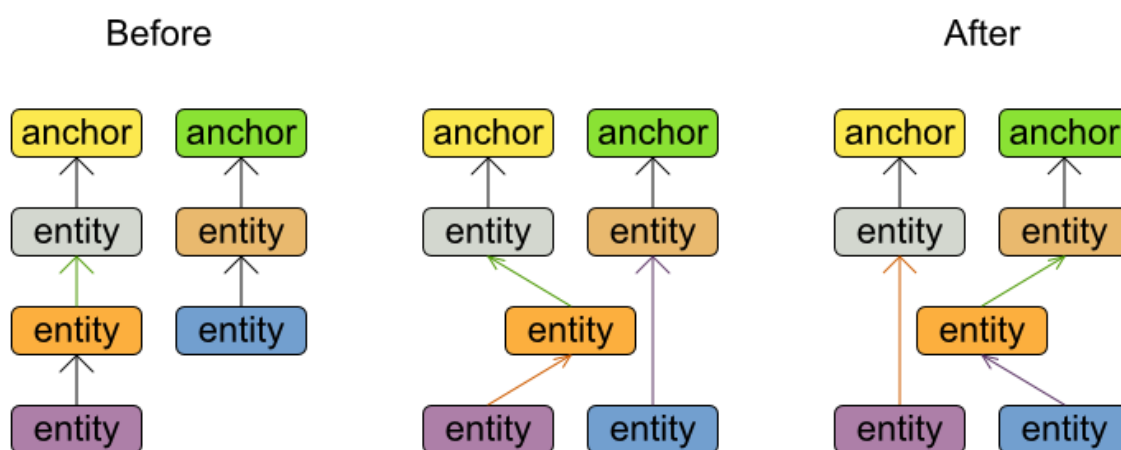 Before After
anchor anchor anchor anchor anchor anchor
entity entity entity entity entity entity
entity entity entity entity
entity entity entity entity entity